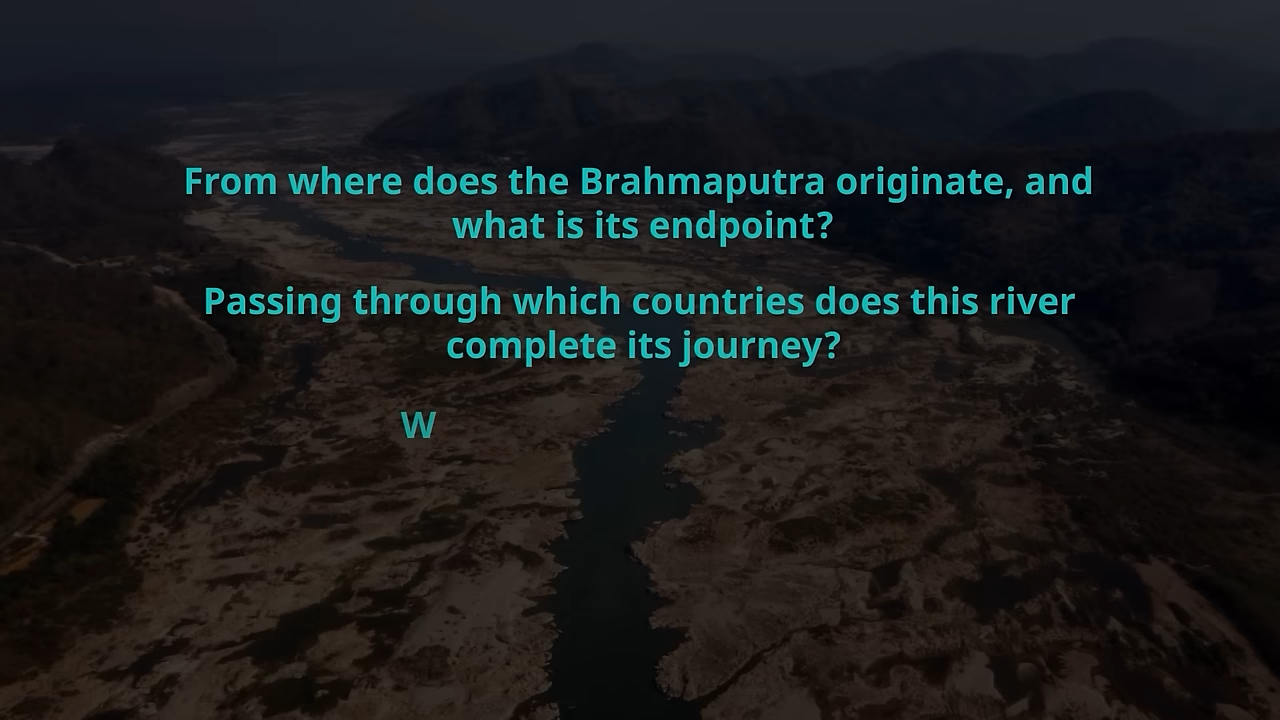 From where does the Brahmaputra originate, and
what is its endpoint?
Passing through which countries does this river
complete its journey?
W